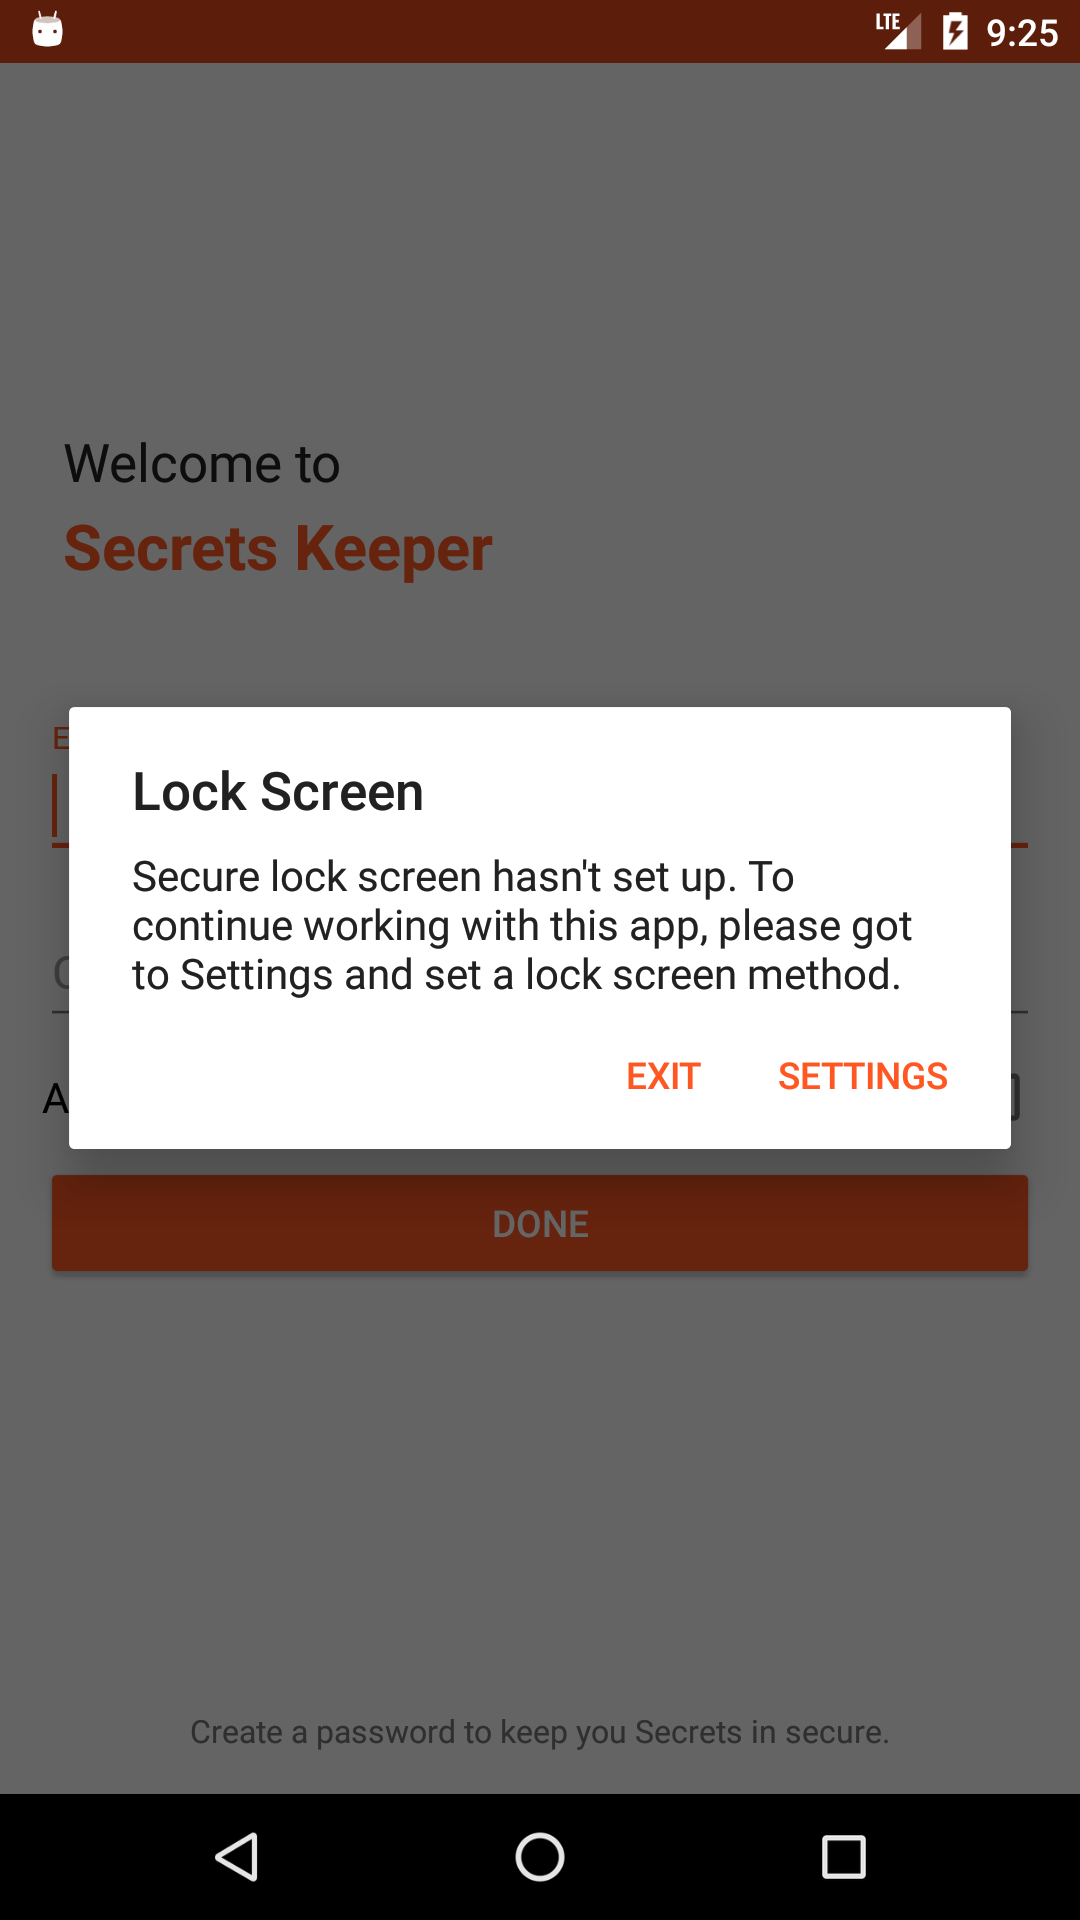 LTE 9:25
Welcome to
Secrets Keeper
Lock Screen
Secure lock screen hasn't set up. To
continue working with this app, please got
to Settings and set a lock screen method.
EXIT SETTINGS
DONE
Create a password to keep you Secrets in secure.